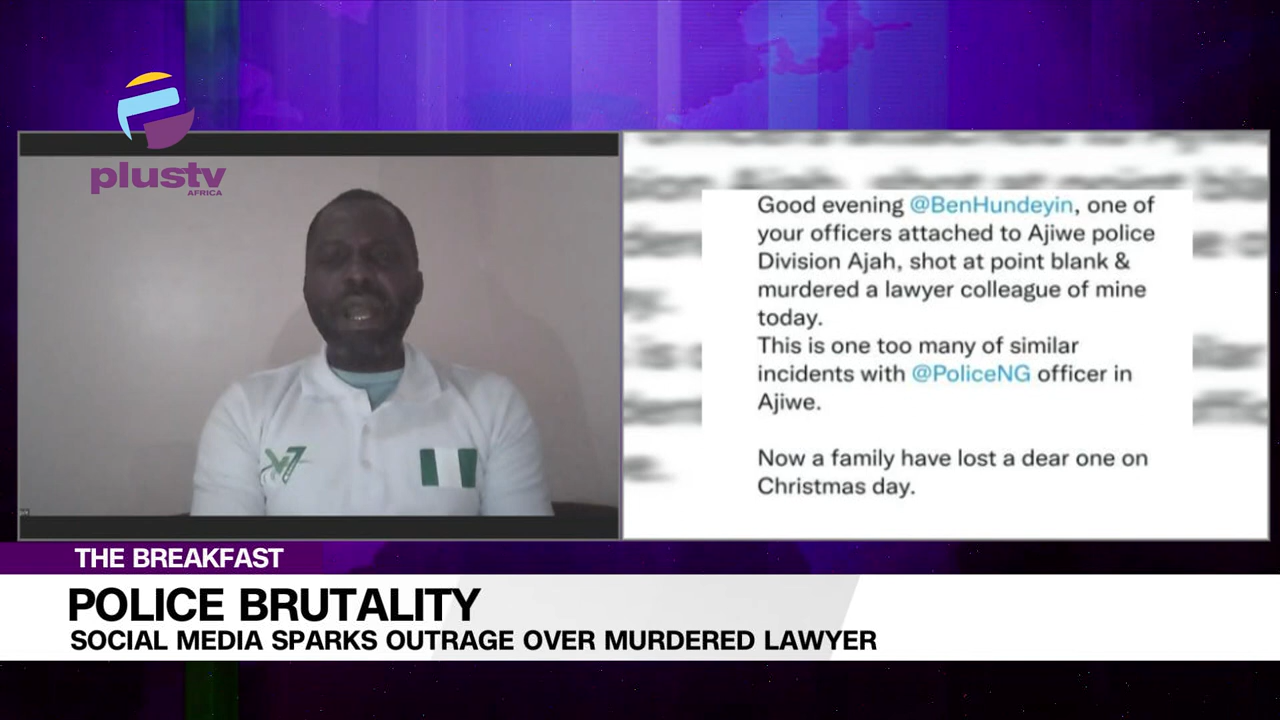 plustv
AFRICA
Good evening @BenHundeyin, one of
your officers attached to Ajiwe police
Division Ajah, shot at point blank &
murdered a lawyer colleague of mine
today.
This is one too many of similar
incidents with @PoliceNG officer in
Ajiwe.
Now a family have lost a dear one on
Christmas day.
THE BREAKFAST
POLICE BRUTALITY
SOCIAL MEDIA SPARKS OUTRAGE OVER MURDERED LAWYER